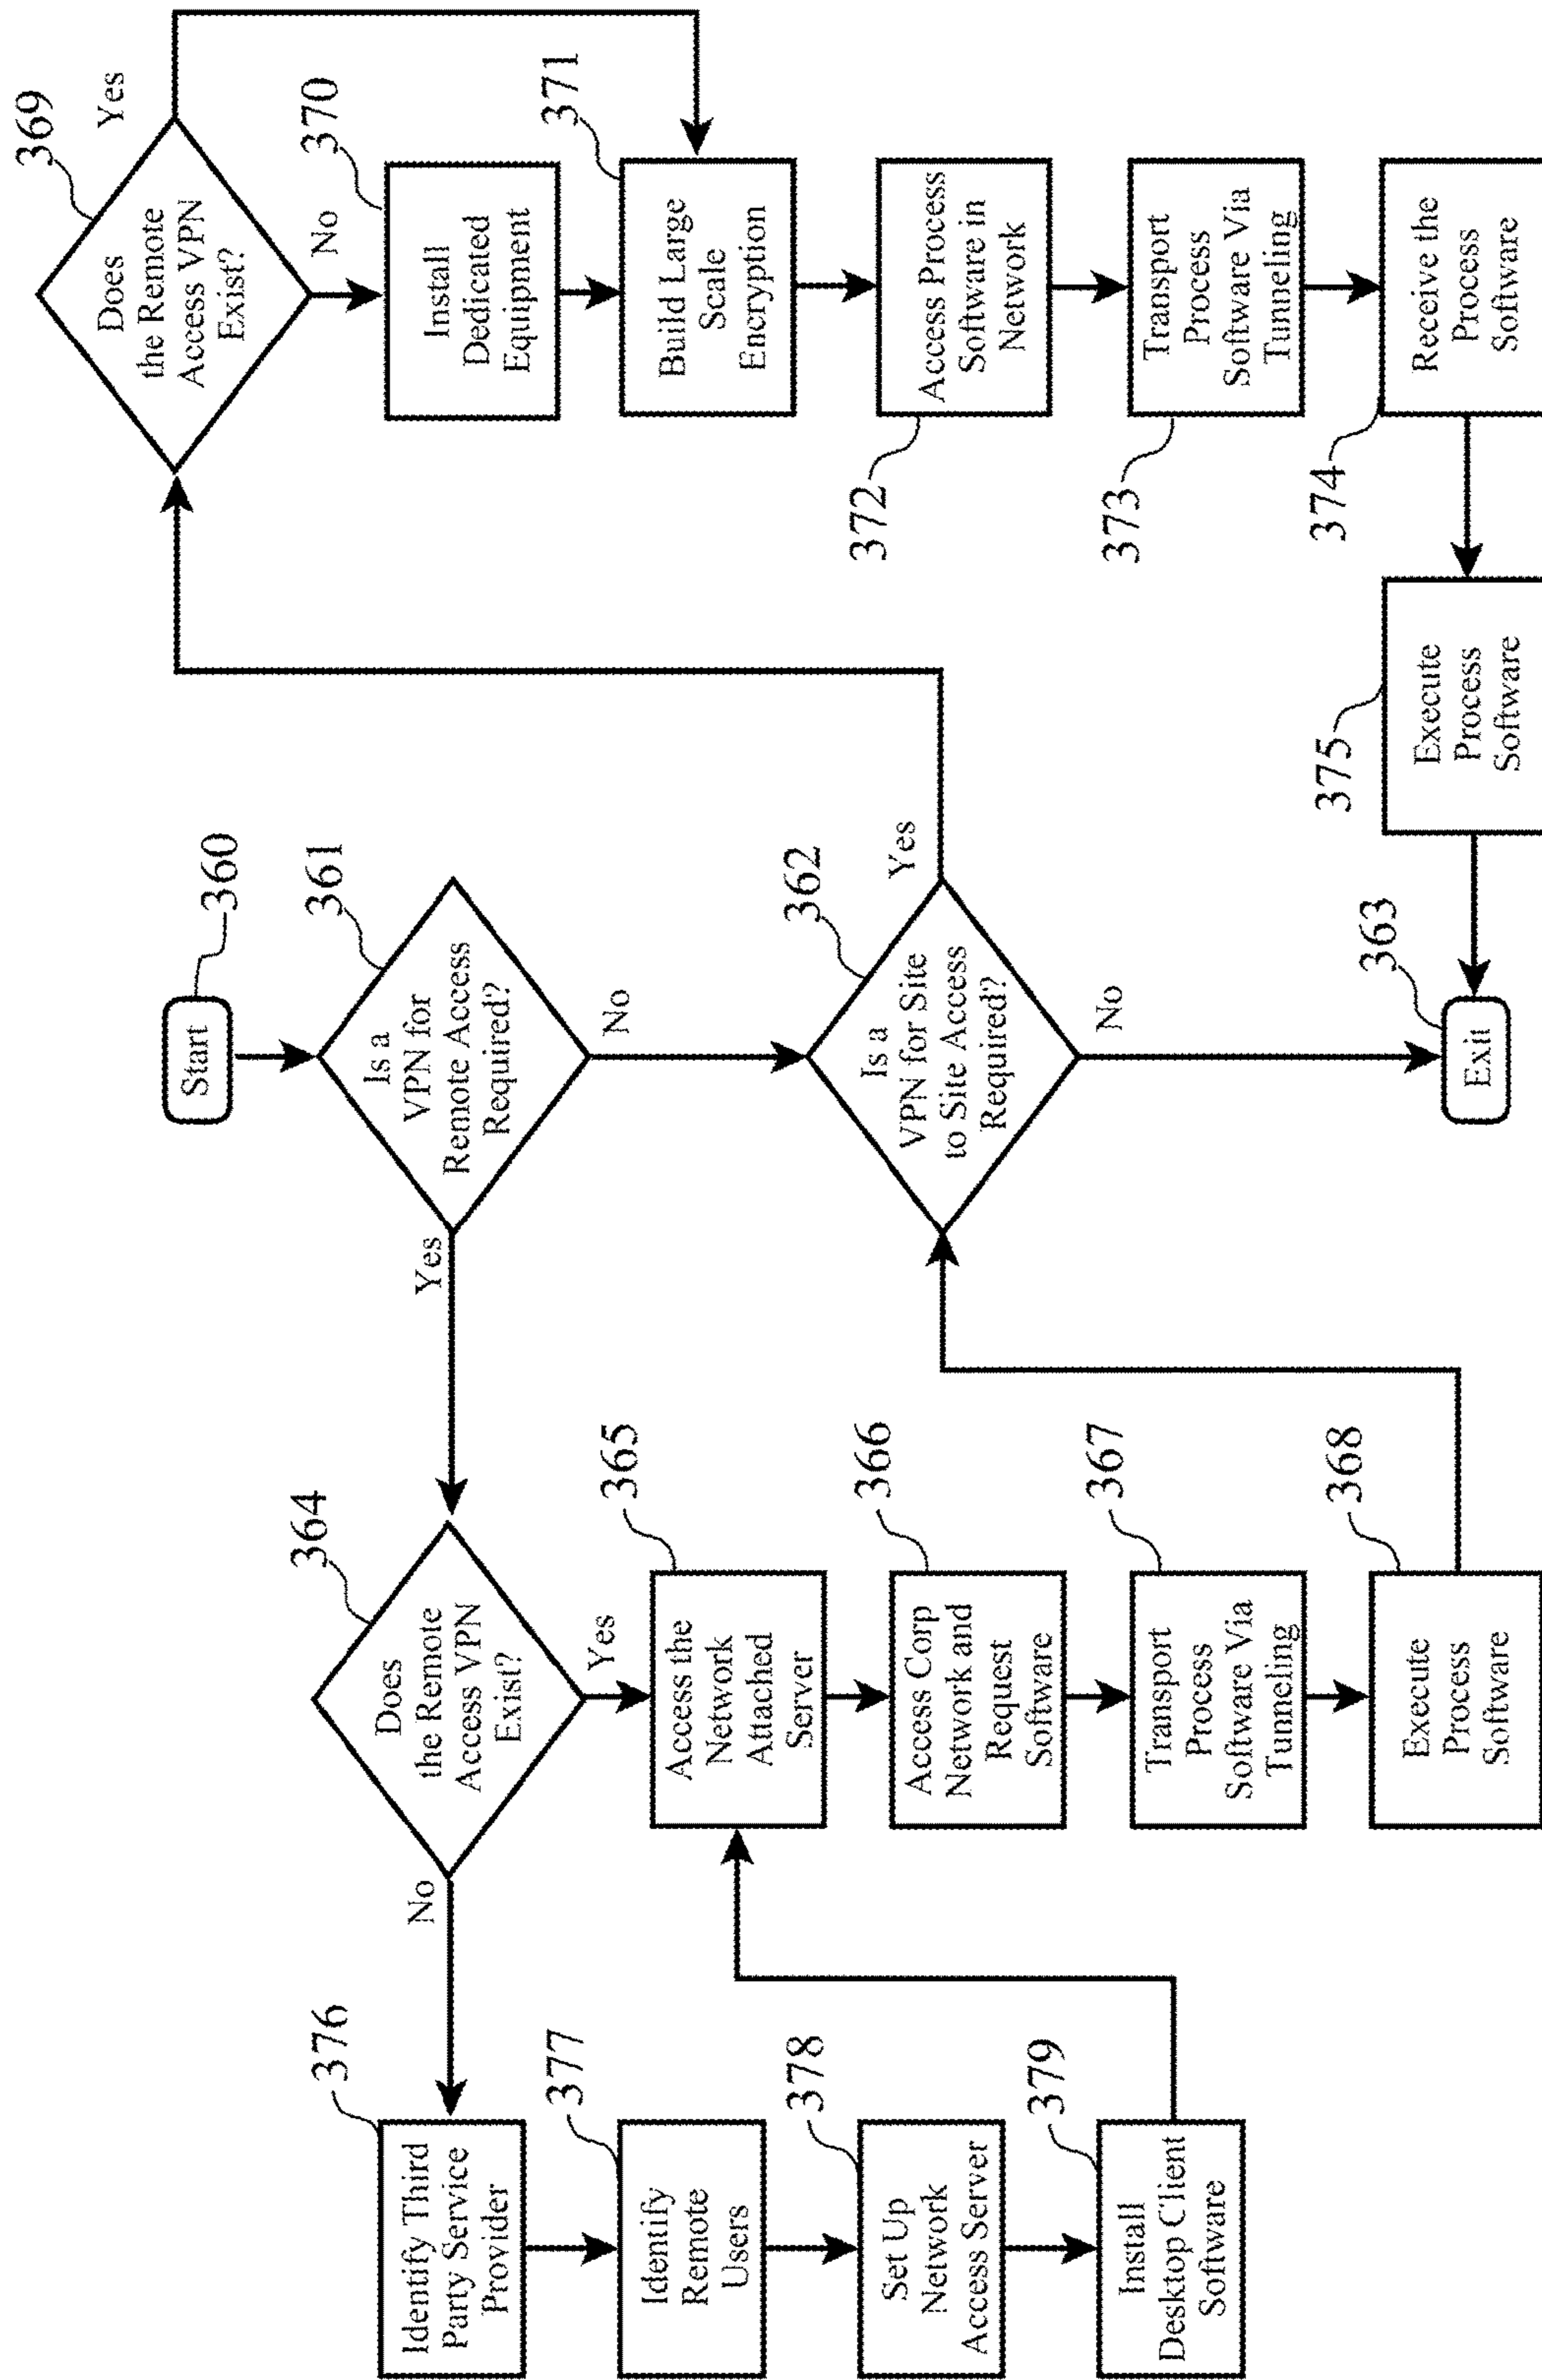 360
Start
361
Is a
VPN for
Remote Access
Required?
Yes
No
362
Is a
VPN for Site
to Site Access
Required?
Yes
No
363
Exit
364
Does
the Remote
Access VPN
Exist?
No
Yes
365
Access the
Network
Attached
Server
366
Access Corp
Network and
Request
Software
367
Transport
Process
Software Via
Tunneling
368
Execute
Process
Software
369
Does
the Remote
Access VPN
Exist?
Yes
No
370
Install
Dedicated
Equipment
371
Build Large
Scale
Encryption
372
Access Process
Software in
Network
373
Transport
Process
Software Via
Tunneling
374
Receive the
Process
Software
375
Execute
Process
Software
376
Identify Third
Party Service
Provider
377
Identify
Remote
Users
378
Set Up
Network
Access Server
379
Install
Desktop Client
Software